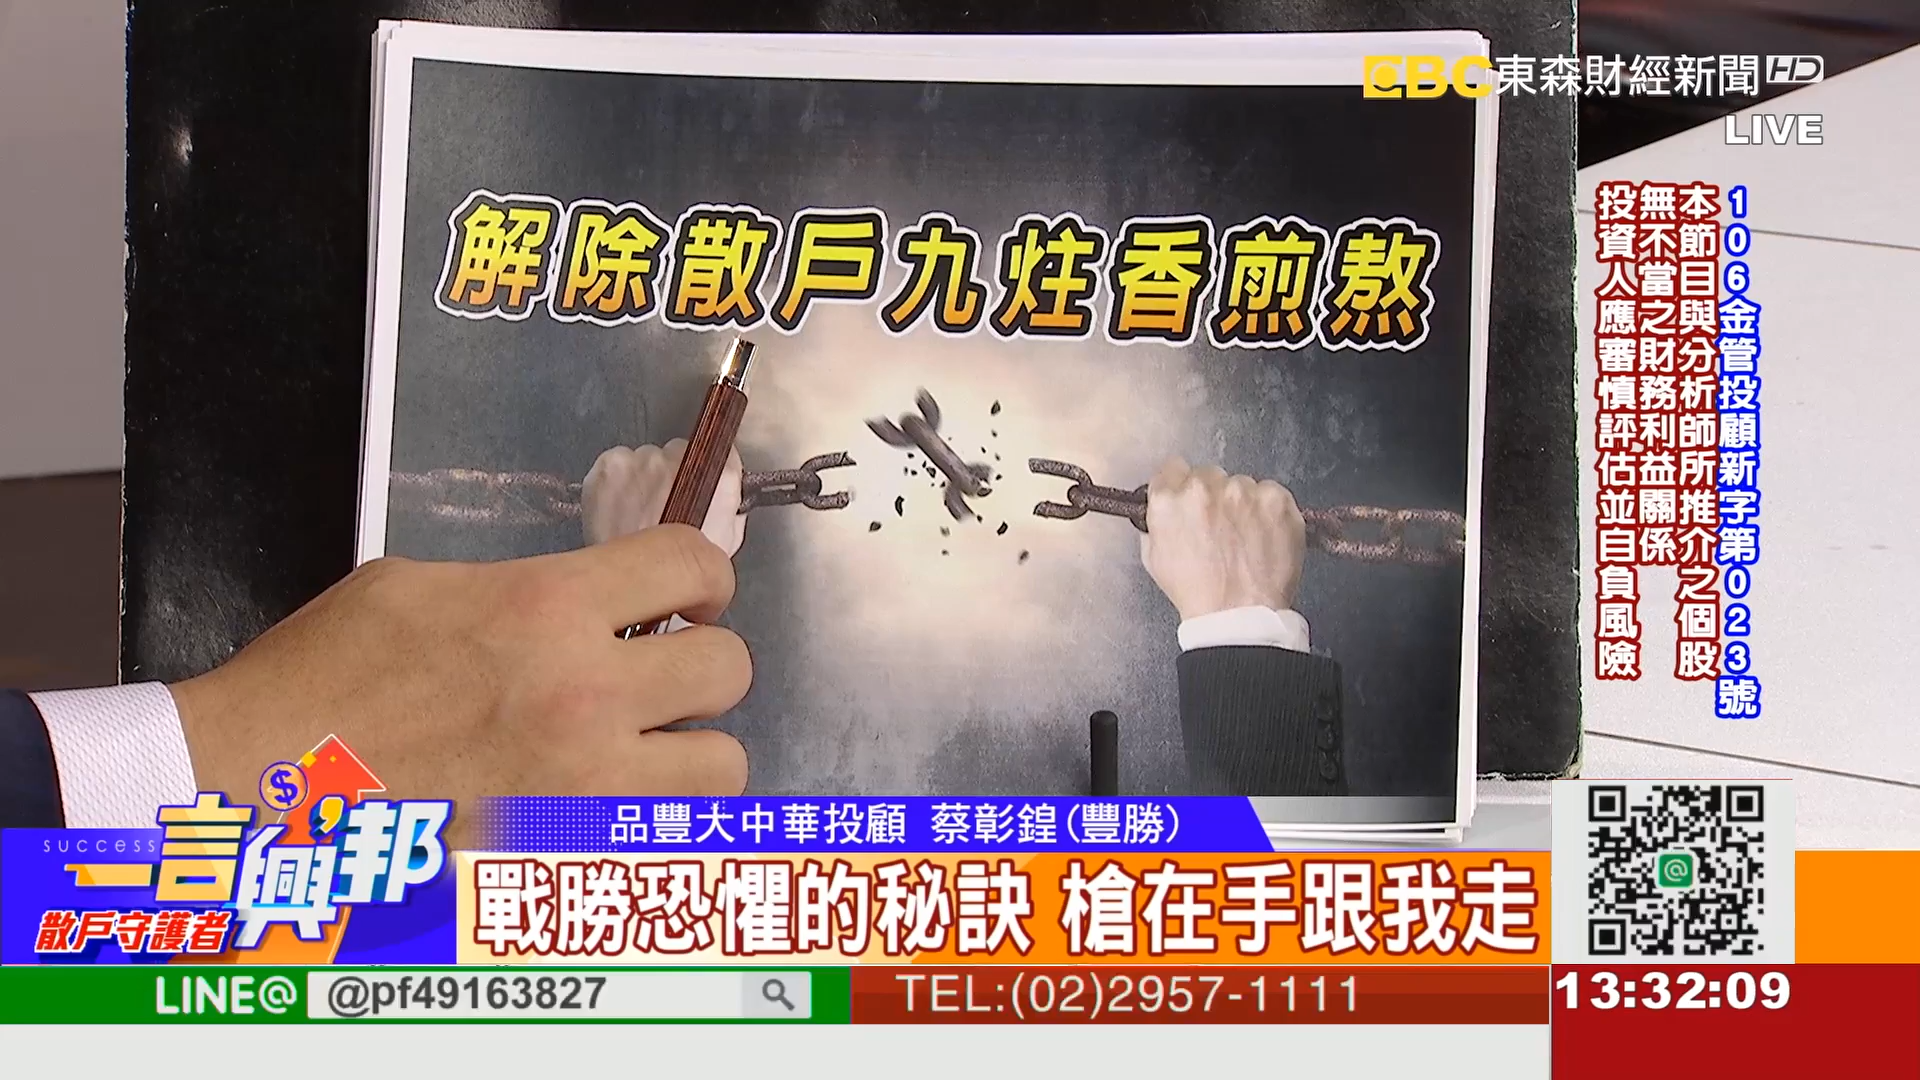 EBC 東森財經新聞 HD
LIVE
106金管投顧新字第023號
本節目與分析師所推介之個股
無不當之財務利益關係
投資人應審慎評估並自負風險
解除散戶九炷香煎熬
success
一言興邦
散戶守護者
品豐大中華投顧 蔡彰鍠(豐勝)
戰勝恐懼的秘訣 槍在手跟我走
LINE@ @pf49163827
TEL:(02)2957-1111
13:32:09